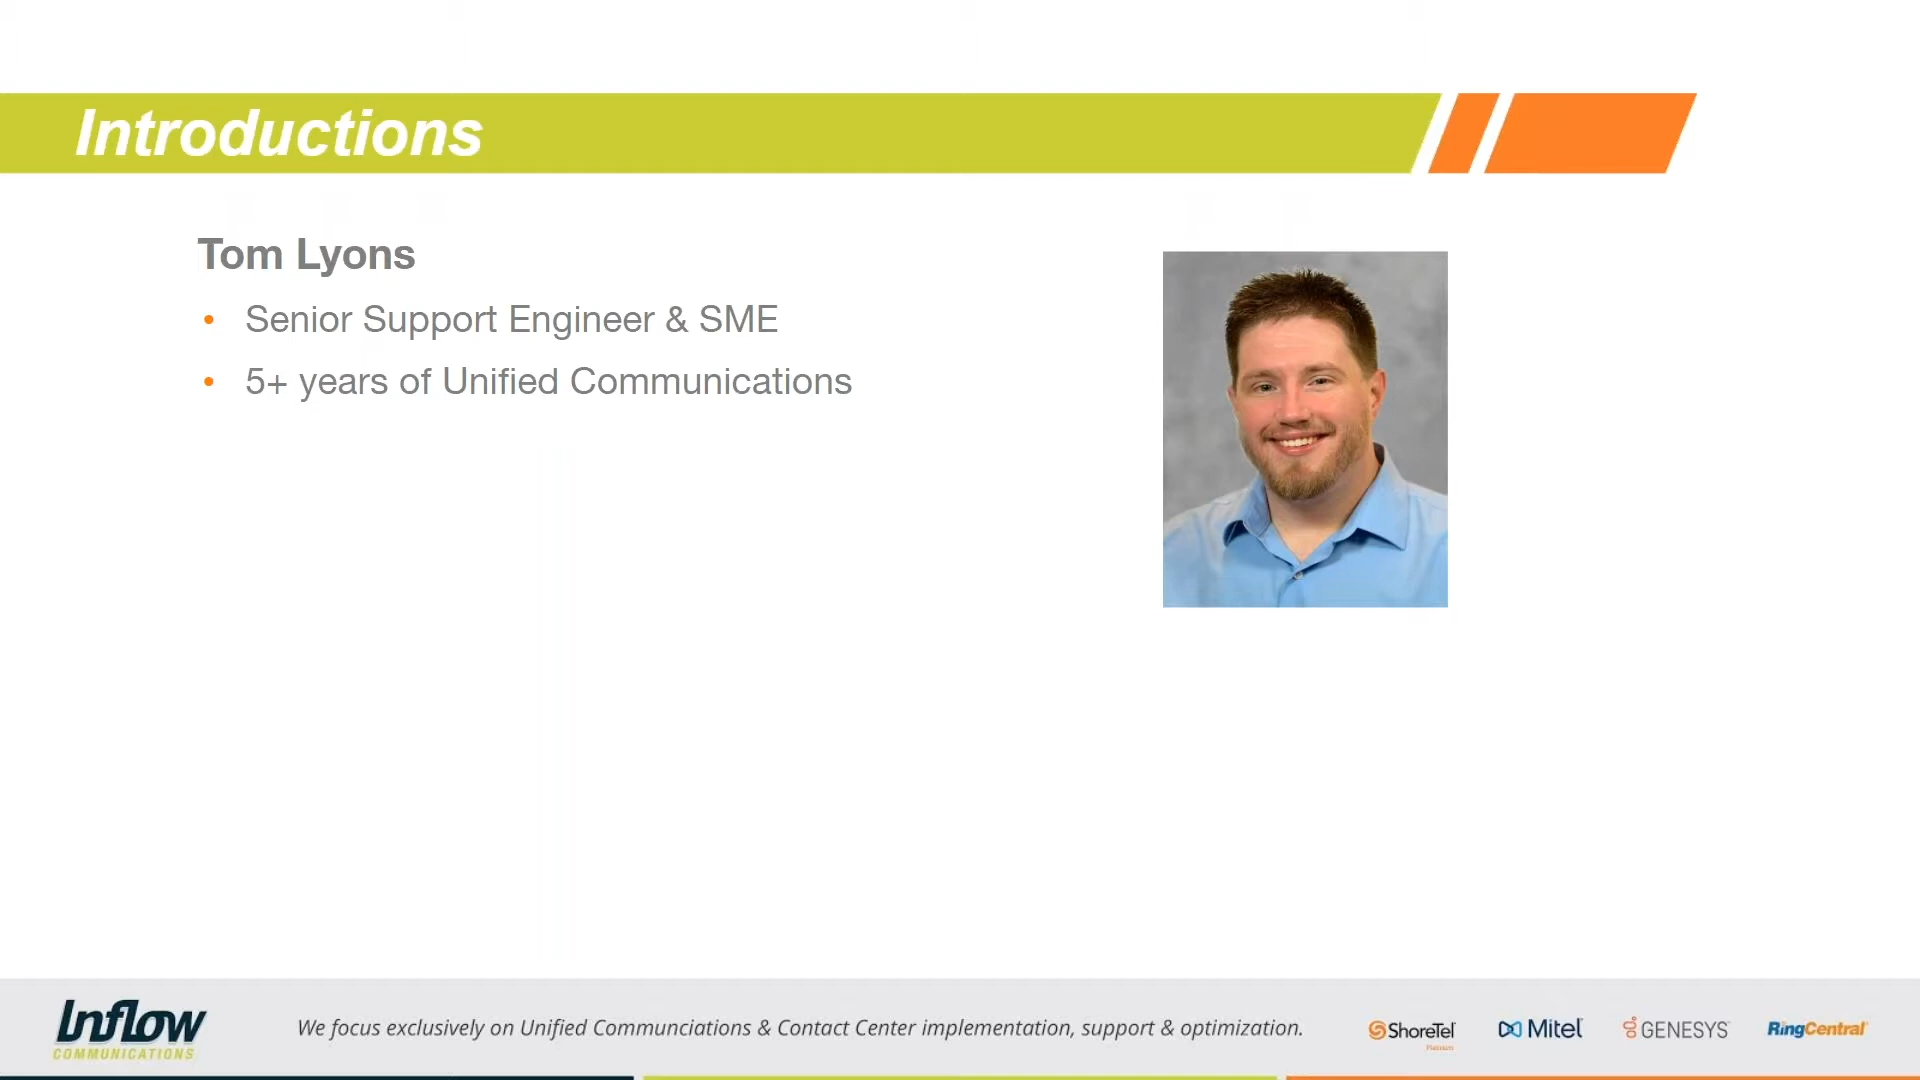 Introductions
Tom Lyons
• Senior Support Engineer & SME
• 5+ years of Unified Communications
Inflow
COMMUNICATIONS
We focus exclusively on Unified Communciations & Contact Center implementation, support & optimization.
ShoreTel
Platinum
Mitel
GENESYS
RingCentral